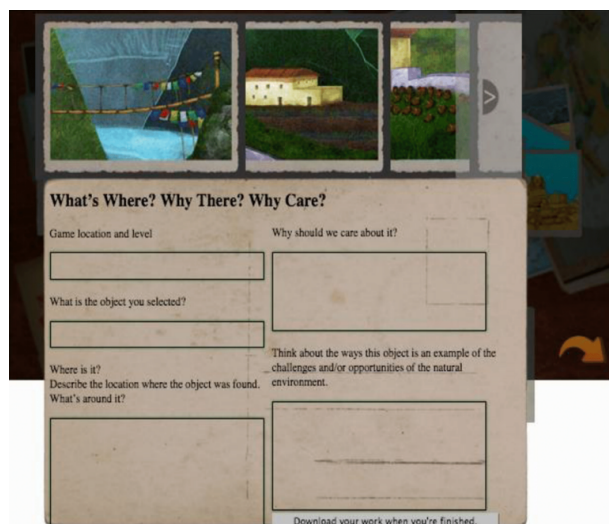 What's Where? Why There? Why Care?
Game location and level
What is the object you selected?
Where is it?
Describe the location where the object was found.
What's around it?
Why should we care about it?
Think about the ways this object is an example of the
challenges and/or opportunities of the natural
environment.
Download your work when you're finished.